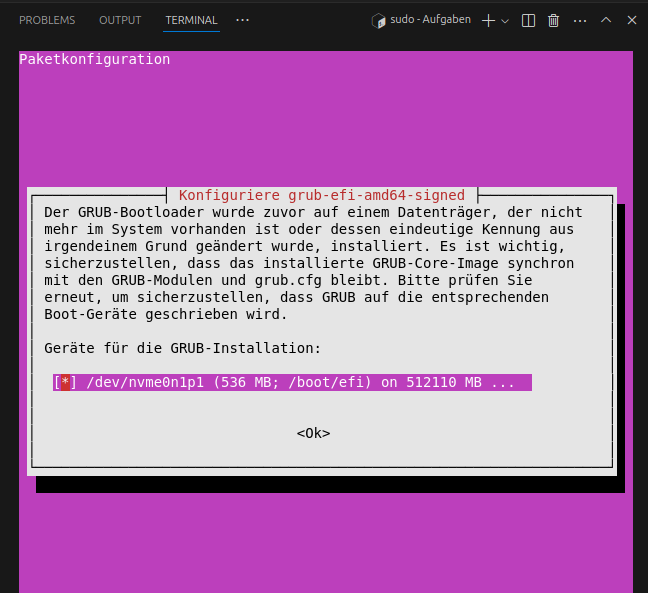 PROBLEMS OUTPUT TERMINAL ··· sudo - Aufgaben
Paketkonfiguration
Konfiguriere grub-efi-amd64-signed
Der GRUB-Bootloader wurde zuvor auf einem Datenträger, der nicht
mehr im System vorhanden ist oder dessen eindeutige Kennung aus
irgendeinem Grund geändert wurde, installiert. Es ist wichtig,
sicherzustellen, dass das installierte GRUB-Core-Image synchron
mit den GRUB-Modulen und grub.cfg bleibt. Bitte prüfen Sie
erneut, um sicherzustellen, dass GRUB auf die entsprechenden
Boot-Geräte geschrieben wird.
Geräte für die GRUB-Installation:
[*] /dev/nvme0n1p1 (536 MB; /boot/efi) on 512110 MB ...
<Ok>